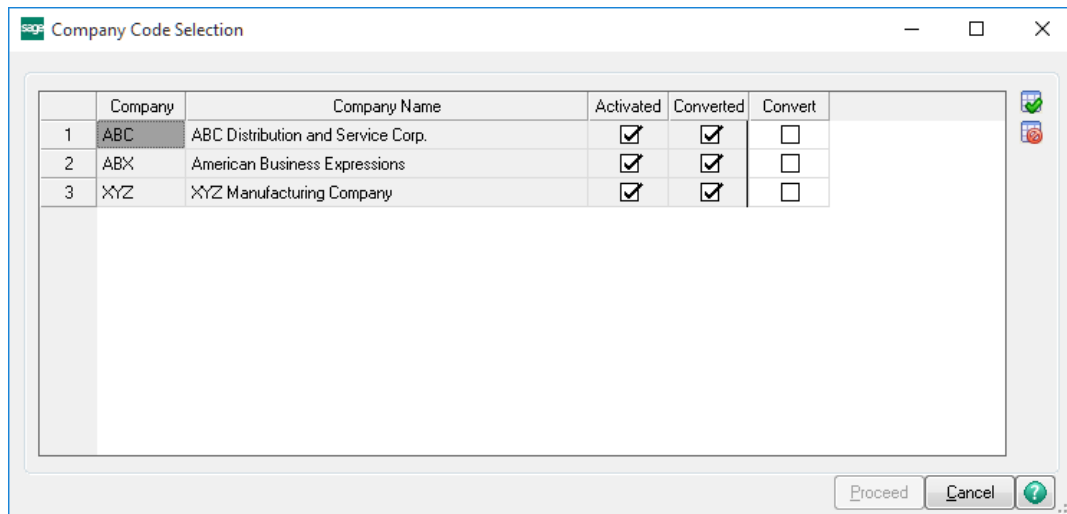 sage Company Code Selection
Company Company Name Activated Converted Convert
1 ABC ABC Distribution and Service Corp.
2 ABX American Business Expressions
3 XYZ XYZ Manufacturing Company
Proceed Cancel ?